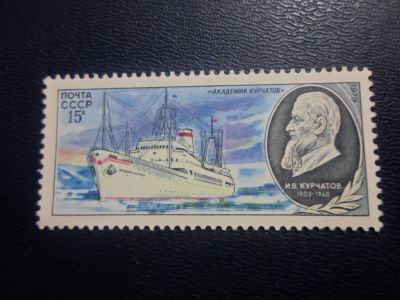 ПОЧТА
СССР
15к
«АКАДЕМИК КУРЧАТОВ»
1979
И.В. КУРЧАТОВ
1903-1960